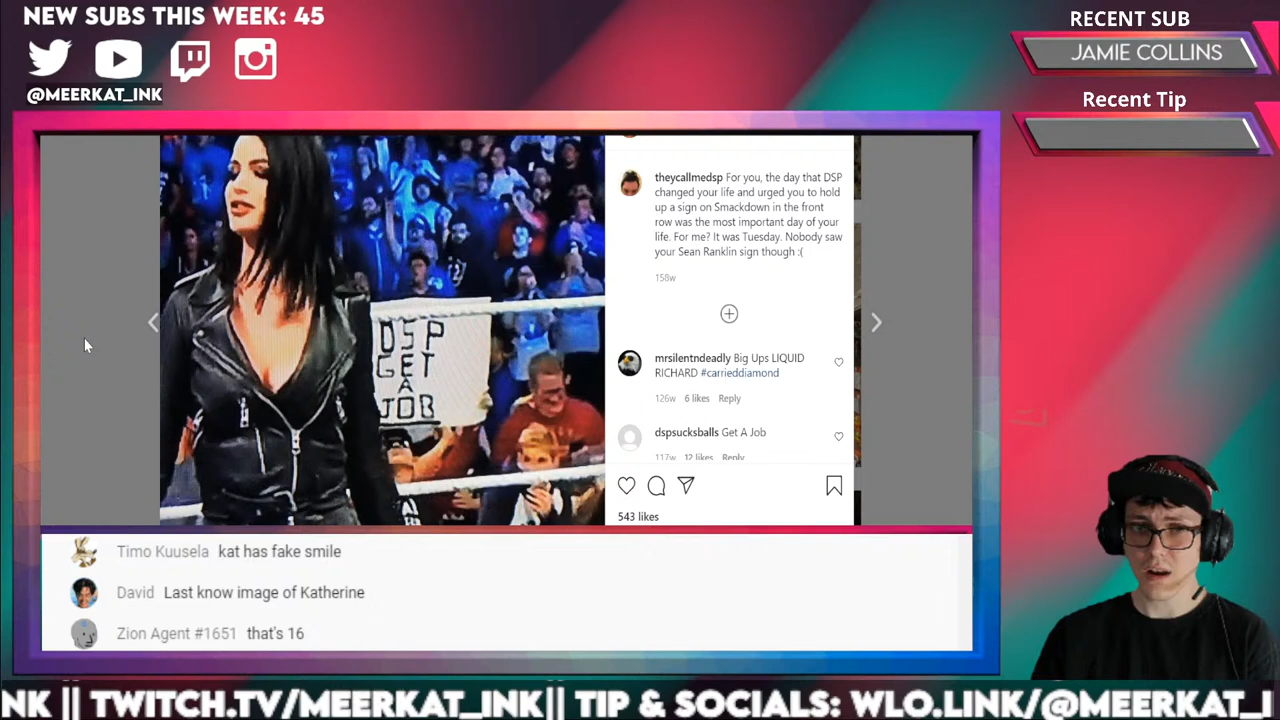 NEW SUBS THIS WEEK: 45
@MEERKAT_INK
RECENT SUB
JAMIE COLLINS
Recent Tip
DSP
GET
A
JOB
theycallmedsp For you, the day that DSP
changed your life and urged you to hold
up a sign on Smackdown in the front
row was the most important day of your
life. For me? It was Tuesday. Nobody saw
your Sean Ranklin sign though :(
158w
mrsilentndeadly Big Ups LIQUID
RICHARD #carrieddiamond
126w 6 likes Reply
dspsucksballs Get A Job
117w 12 likes Reply
543 likes
Timo Kuusela kat has fake smile
David Last know image of Katherine
Zion Agent #1651 that's 16
NK || TWITCH.TV/MEERKAT_INK|| TIP & SOCIALS: WLO.LINK/@MEERKAT_I